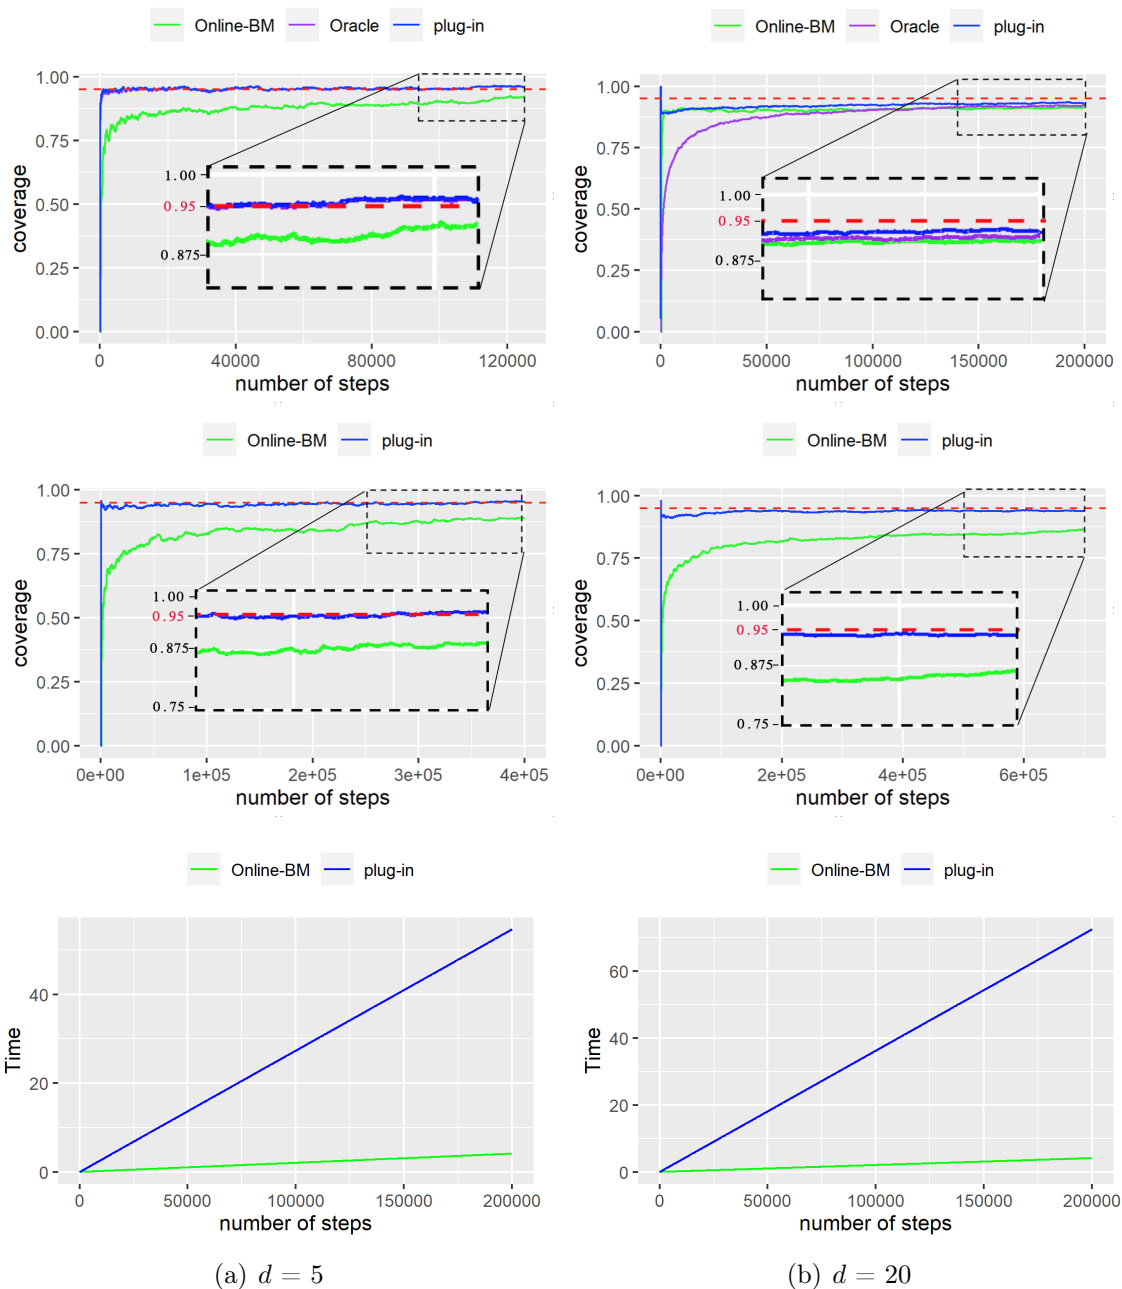 Online-BM Oracle plug-in
1.00
0.75
0.50
0.25
0.00
coverage
1.00
0.95
0.875
0 40000 80000 120000
number of steps
Online-BM Oracle plug-in
1.00
0.75
0.50
0.25
0.00
coverage
1.00
0.95
0.875
0 50000 100000 150000 200000
number of steps
Online-BM plug-in
1.00
0.75
0.50
0.25
0.00
coverage
1.00
0.95
0.875
0.75
0e+00 1e+05 2e+05 3e+05 4e+05
number of steps
Online-BM plug-in
1.00
0.75
0.50
0.25
0.00
coverage
1.00
0.95
0.875
0.75
0e+00 2e+05 4e+05 6e+05
number of steps
Online-BM plug-in
40
20
0
Time
0 50000 100000 150000 200000
number of steps
Online-BM plug-in
60
40
20
0
Time
0 50000 100000 150000 200000
number of steps
(a) d = 5
(b) d = 20